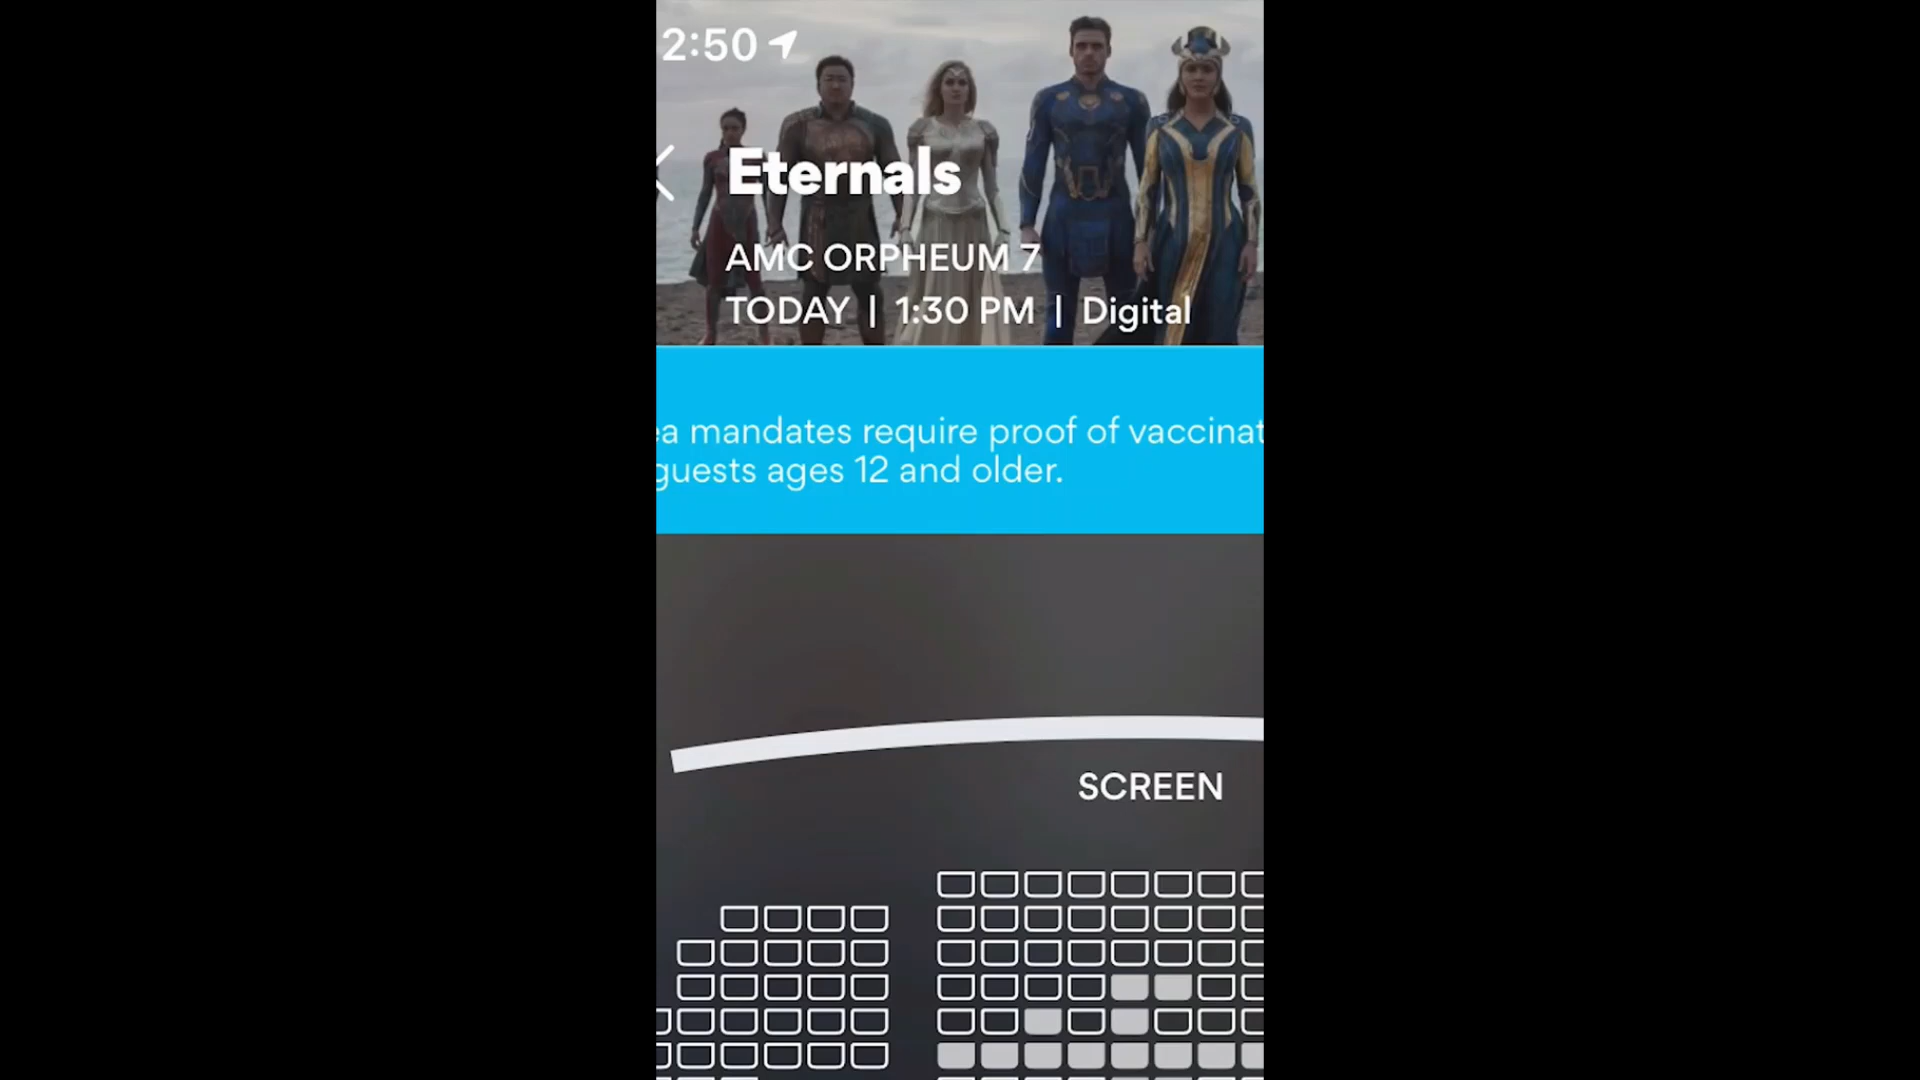 2:50
Eternals
AMC ORPHEUM 7
TODAY | 1:30 PM | Digital
mandates require proof of
guests ages 12 and older.
SCREEN